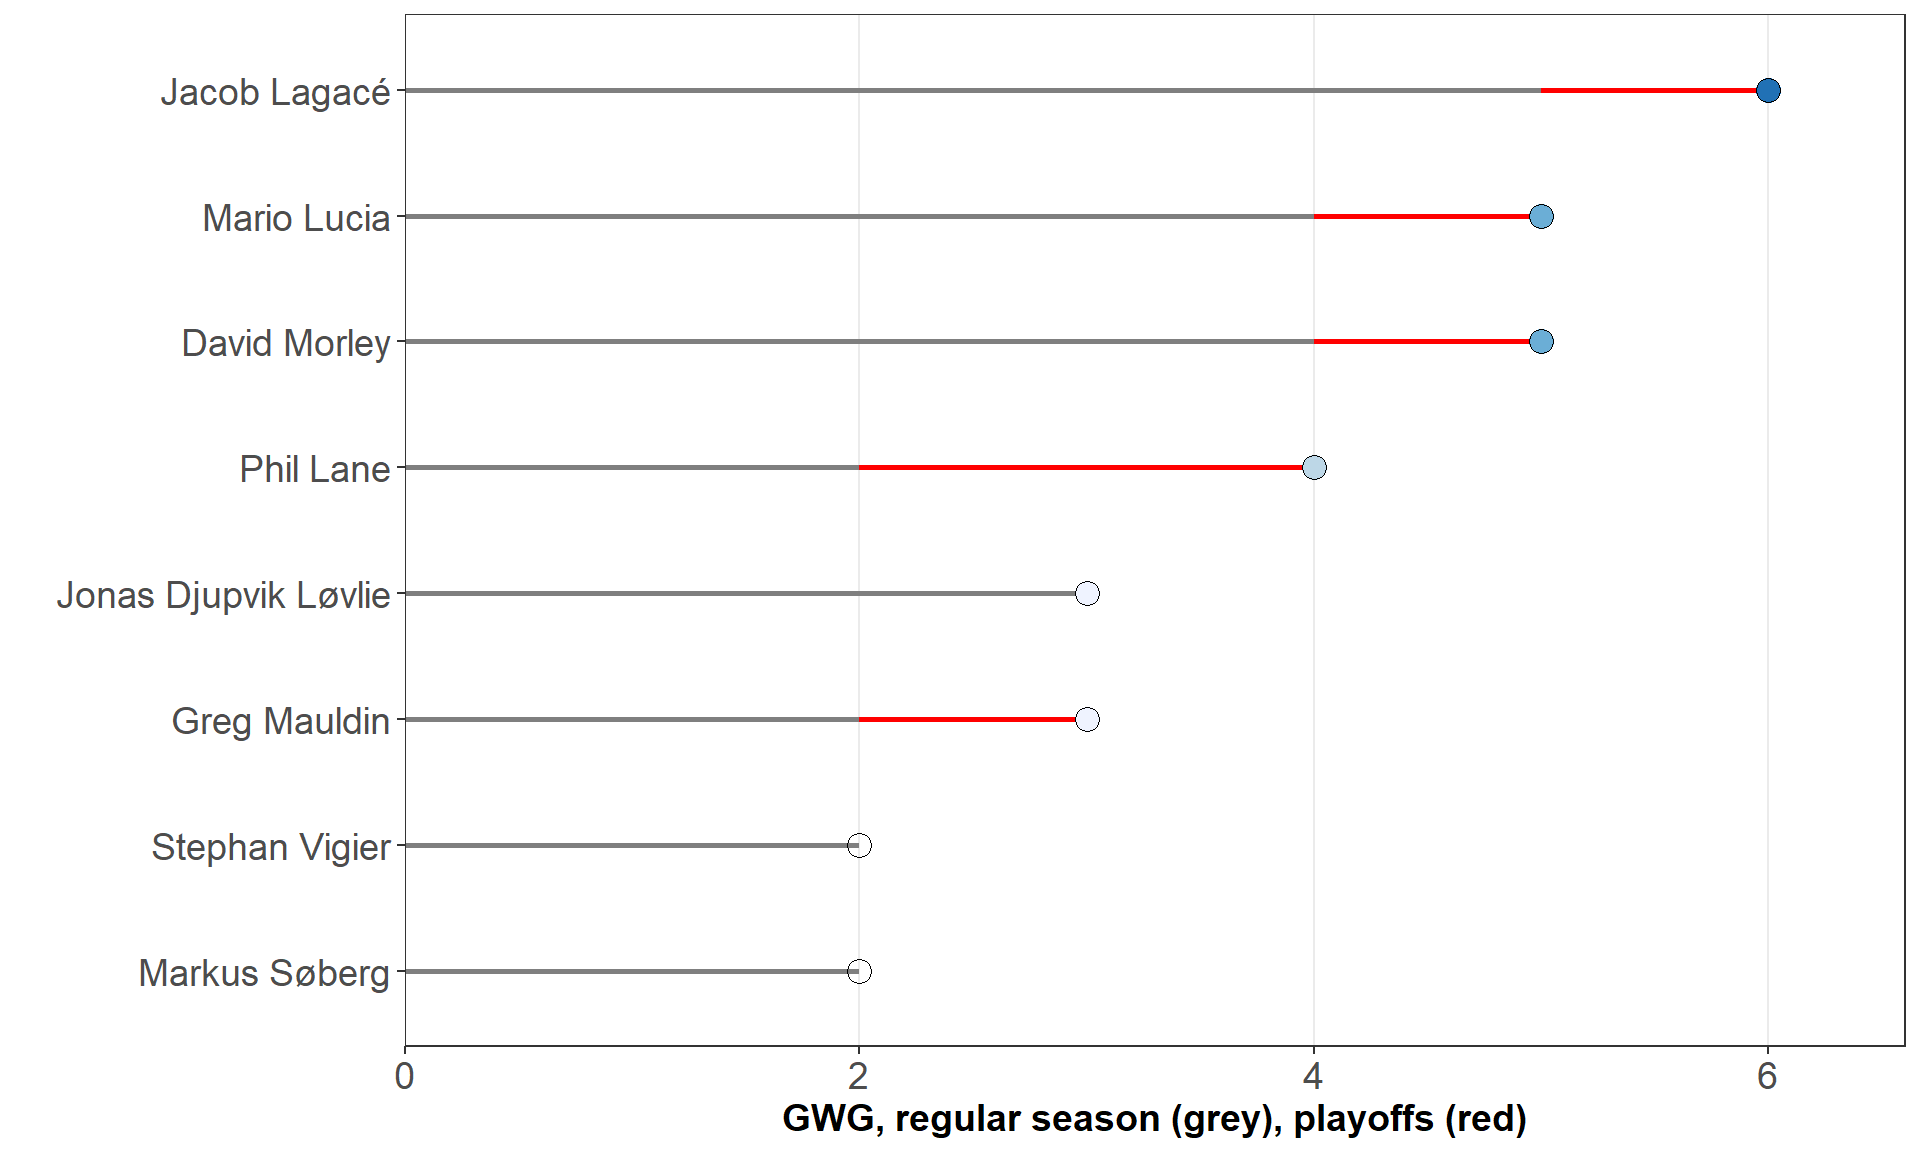 Jacob Lagacé
Mario Lucia
David Morley
Phil Lane
Jonas Djupvik Løvlie
Greg Mauldin
Stephan Vigier
Markus Søberg
0 2 4 6
GWG, regular season (grey), playoffs (red)